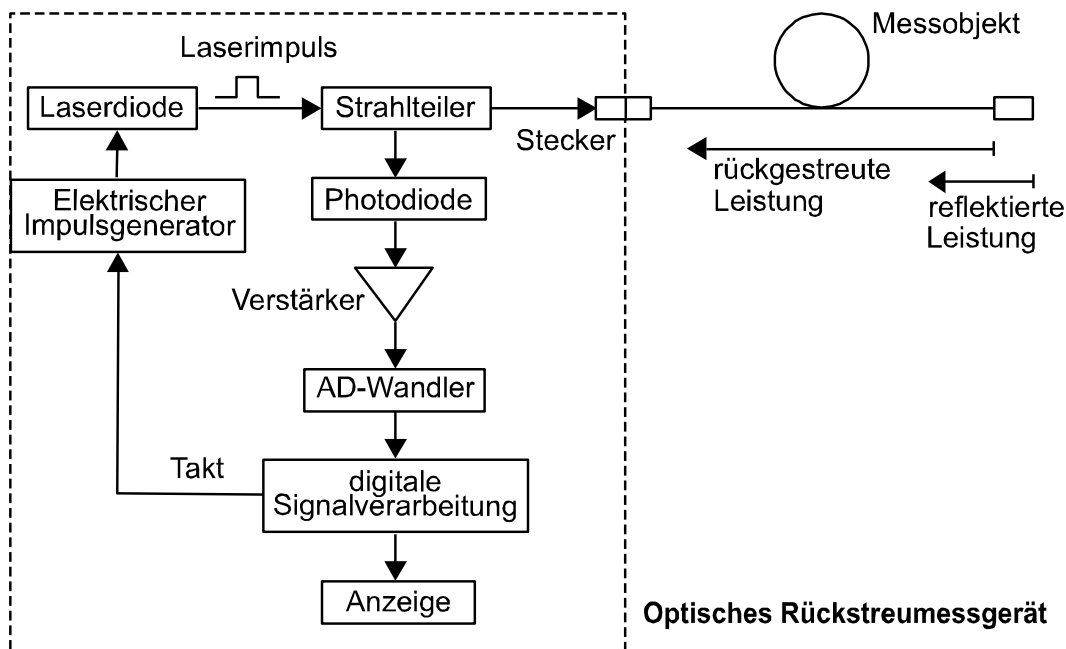 Laserimpuls
Messobjekt
Laserdiode
Strahlteiler
Stecker
Elektrischer
Impulsgenerator
Photodiode
rückgestreute
Leistung
reflektierte
Leistung
Verstärker
AD-Wandler
Takt
digitale
Signalverarbeitung
Anzeige
Optisches Rückstreumessgerät